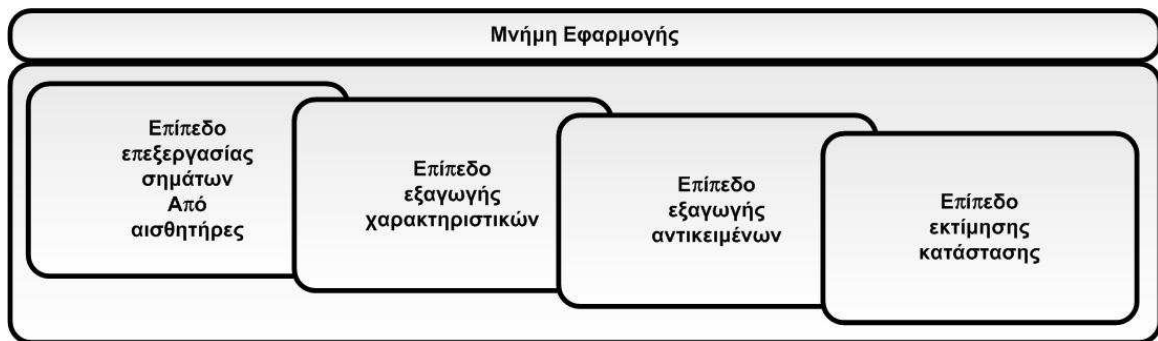 Μνήμη Εφαρμογής
Επίπεδο
επεξεργασίας
σημάτων
Από
αισθητήρες
Επίπεδο
εξαγωγής
χαρακτηριστικών
Επίπεδο
εξαγωγής
αντικειμένων
Επίπεδο
εκτίμησης
κατάστασης